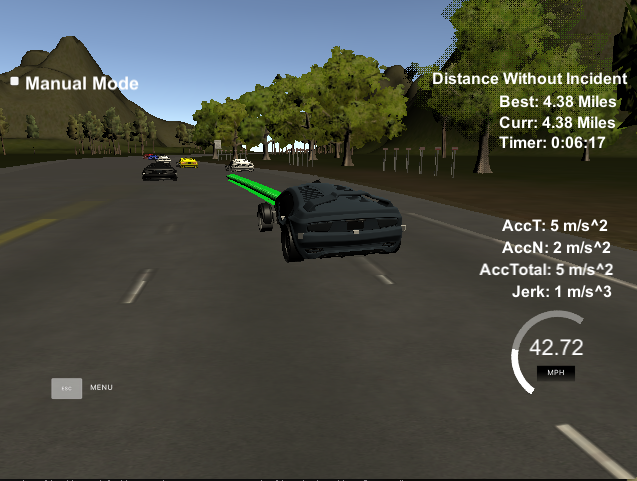 Manual Mode
Distance Without Incident
Best: 4.38 Miles
Curr: 4.38 Miles
Timer: 0:06:17
AccT: 5 m/s^2
AccN: 2 m/s^2
AccTotal: 5 m/s^2
Jerk: 1 m/s^3
42.72
MPH
ESC MENU